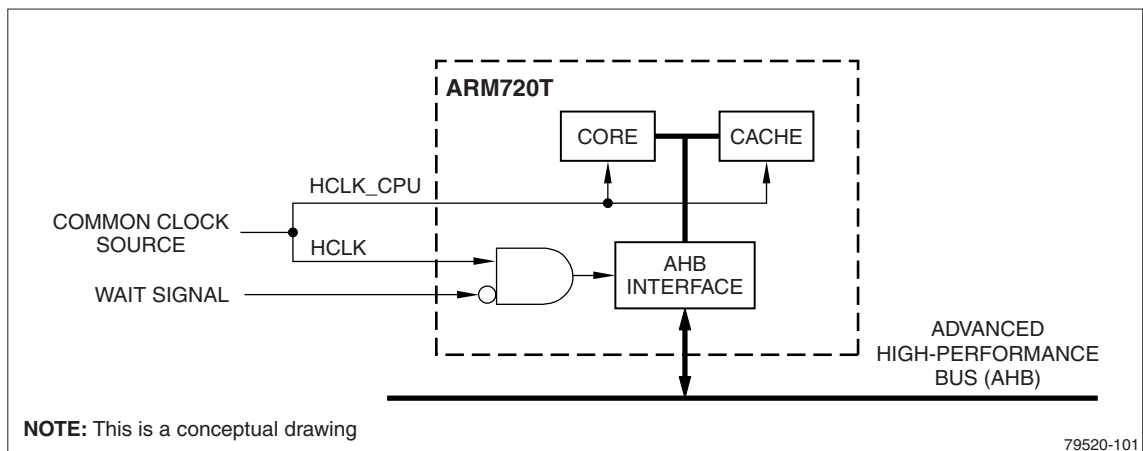 ARM720T
CORE
CACHE
HCLK_CPU
COMMON CLOCK
SOURCE
HCLK
AHB
INTERFACE
WAIT SIGNAL
ADVANCED
HIGH-PERFORMANCE
BUS (AHB)
NOTE: This is a conceptual drawing
79520-101